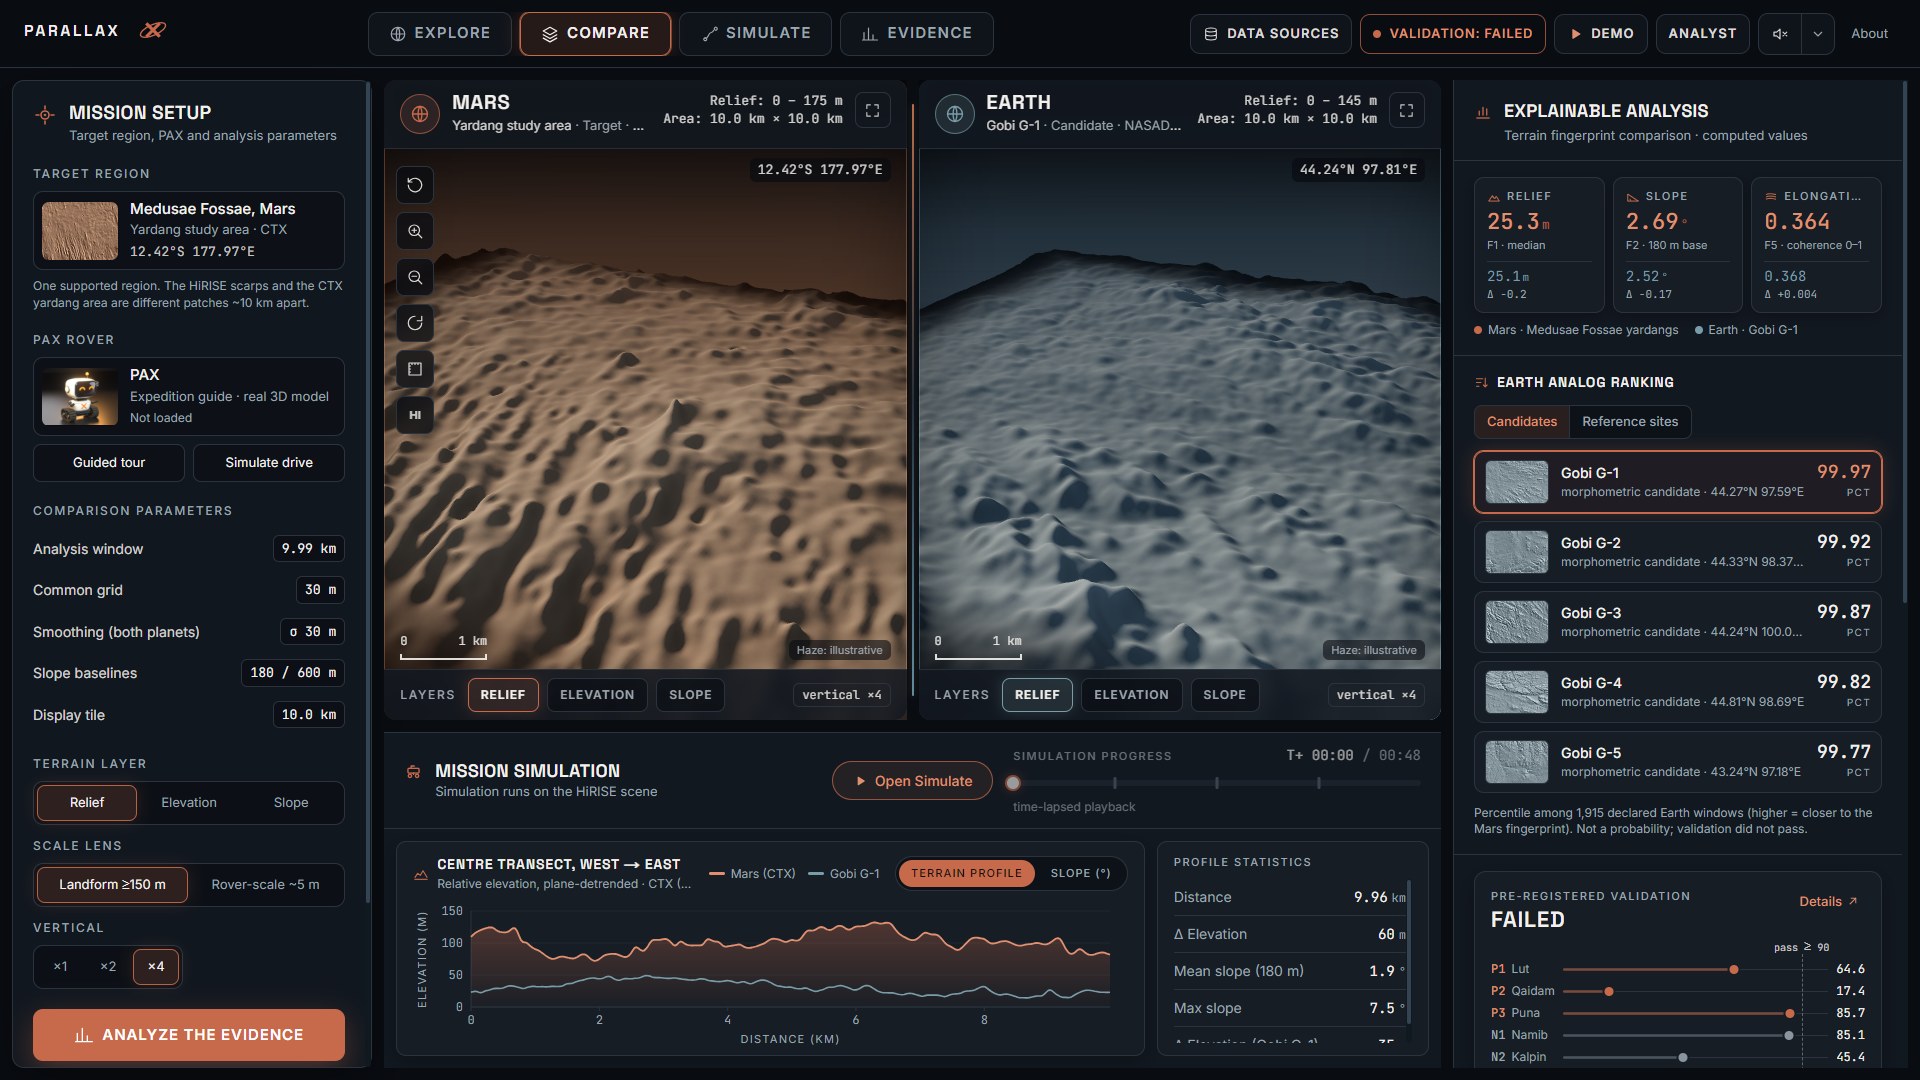 PARALLAX
EXPLORE
COMPARE
SIMULATE
EVIDENCE
DATA SOURCES
VALIDATION: FAILED
DEMO
ANALYST
About
MISSION SETUP
Target region, PAX and analysis parameters
TARGET REGION
Medusae Fossae, Mars
Yardang study area · CTX
12.42°S 177.97°E
One supported region. The HiRISE scarps and the CTX
yardang area are different patches ~10 km apart.
PAX ROVER
PAX
Expedition guide · real 3D model
Not loaded
Guided tour
Simulate drive
COMPARISON PARAMETERS
Analysis window 9.99 km
Common grid 30 m
Smoothing (both planets) σ 30 m
Slope baselines 180 / 600 m
Display tile 10.0 km
TERRAIN LAYER
Relief Elevation Slope
SCALE LENS
Landform ≥150 m Rover-scale ~5 m
VERTICAL
×1 ×2 ×4
ANALYZE THE EVIDENCE
MARS
Yardang study area · Target · ...
Relief: 0 – 175 m
Area: 10.0 km × 10.0 km
12.42°S 177.97°E
HI
0 1 km
Haze: illustrative
LAYERS RELIEF ELEVATION SLOPE vertical ×4
EARTH
Gobi G-1 · Candidate · NASAD...
Relief: 0 – 145 m
Area: 10.0 km × 10.0 km
44.24°N 97.81°E
0 1 km
Haze: illustrative
LAYERS RELIEF ELEVATION SLOPE vertical ×4
MISSION SIMULATION
Simulation runs on the HiRISE scene
Open Simulate
SIMULATION PROGRESS T+ 00:00 / 00:48
time-lapsed playback
CENTRE TRANSECT, WEST → EAST
Relative elevation, plane-detrended · CTX (...
Mars (CTX) Gobi G-1
TERRAIN PROFILE SLOPE (°)
ELEVATION (M)
150
100
50
0
0 2 4 6 8
DISTANCE (KM)
PROFILE STATISTICS
Distance 9.96 km
Δ Elevation 60 m
Mean slope (180 m) 1.9 °
Max slope 7.5 °
Δ Elevation (Gobi G-1) 35
EXPLAINABLE ANALYSIS
Terrain fingerprint comparison · computed values
RELIEF
25.3 m
F1 · median
25.1 m
Δ -0.2
SLOPE
2.69 °
F2 · 180 m base
2.52 °
Δ -0.17
ELONGATI...
0.364
F5 · coherence 0–1
0.368
Δ +0.004
Mars · Medusae Fossae yardangs Earth · Gobi G-1
EARTH ANALOG RANKING
Candidates Reference sites
Gobi G-1 99.97
morphometric candidate · 44.27°N 97.59°E PCT
Gobi G-2 99.92
morphometric candidate · 44.33°N 98.37... PCT
Gobi G-3 99.87
morphometric candidate · 44.24°N 100.0... PCT
Gobi G-4 99.82
morphometric candidate · 44.81°N 98.69°E PCT
Gobi G-5 99.77
morphometric candidate · 43.24°N 97.18°E PCT
Percentile among 1,915 declared Earth windows (higher = closer to the
Mars fingerprint). Not a probability; validation did not pass.
PRE-REGISTERED VALIDATION
FAILED
Details ↗
pass ≥ 90
P1 Lut 64.6
P2 Qaidam 17.4
P3 Puna 85.7
N1 Namib 85.1
N2 Kalpin 45.4